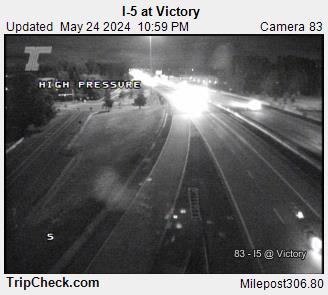 I-5 at Victory
Updated May 24 2024 10:59 PM Camera 83
T
HIGH PRESSURE
S
83 - I5 @ Victory
TripCheck.com Milepost306.80